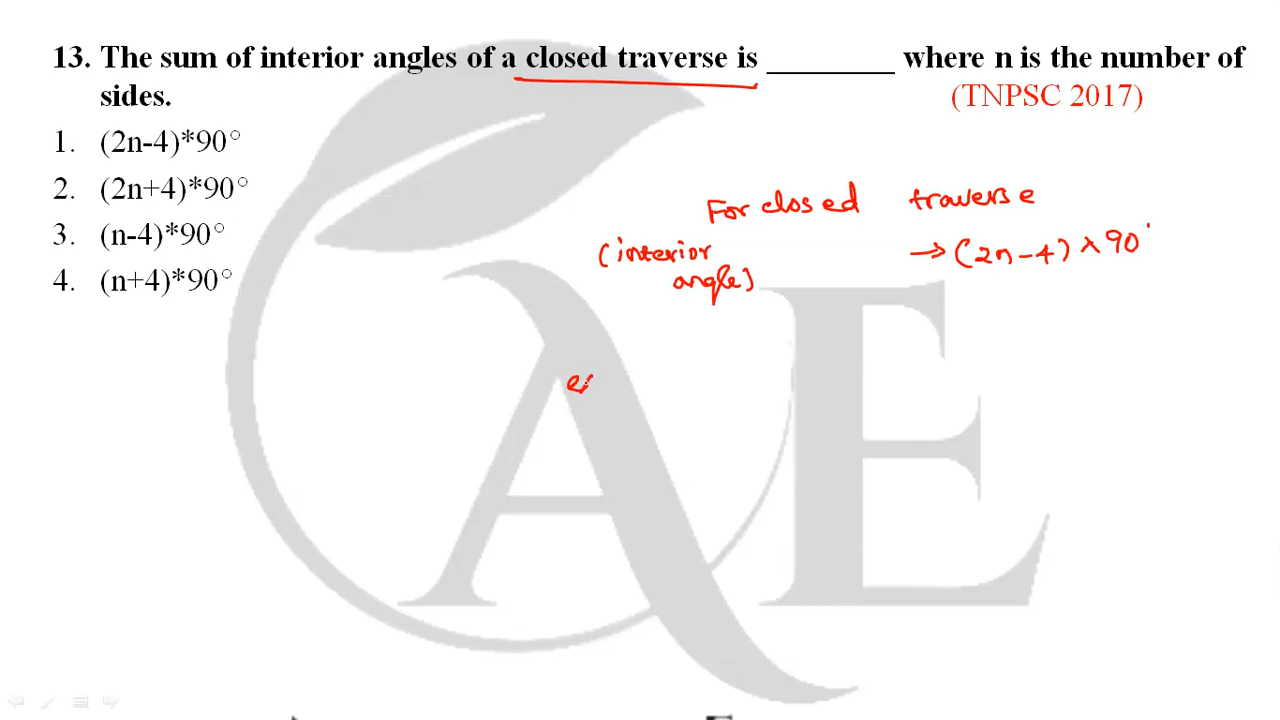 13. The sum of interior angles of a closed traverse is ________ where n is the number of
sides. (TNPSC 2017)
1. (2n-4)*90°
2. (2n+4)*90°
3. (n-4)*90°
4. (n+4)*90°
For closed traverse
(interior → (2n-4) × 90°
angle)
AE